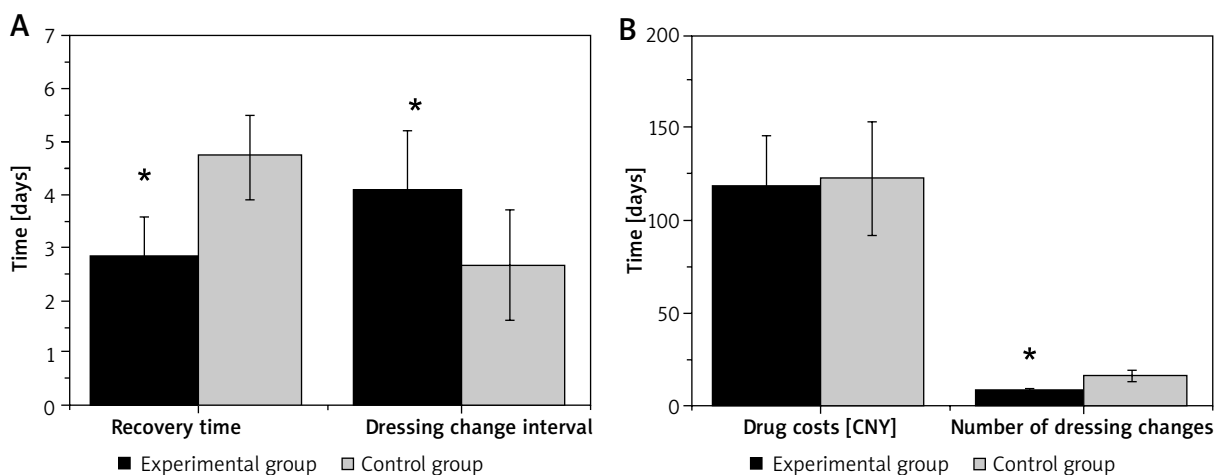 A
7
6
5
4
3
2
1
0
Time [days]
*
*
Recovery time
Dressing change interval
Experimental group
Control group
B
200
150
100
50
0
Time [days]
*
Drug costs [CNY]
Number of dressing changes
Experimental group
Control group